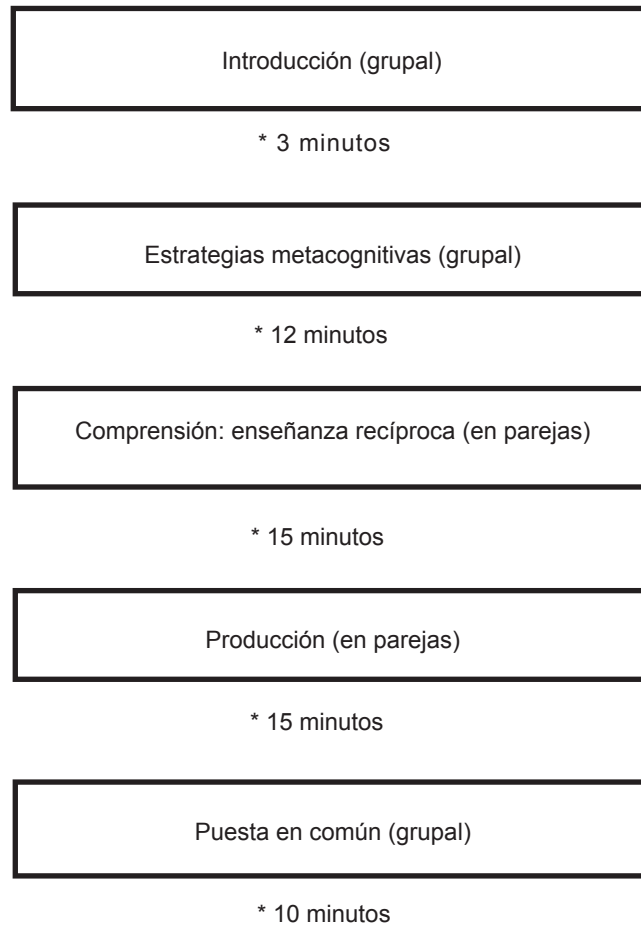 Introducción (grupal)
* 3 minutos
Estrategias metacognitivas (grupal)
* 12 minutos
Comprensión: enseñanza recíproca (en parejas)
* 15 minutos
Producción (en parejas)
* 15 minutos
Puesta en común (grupal)
* 10 minutos